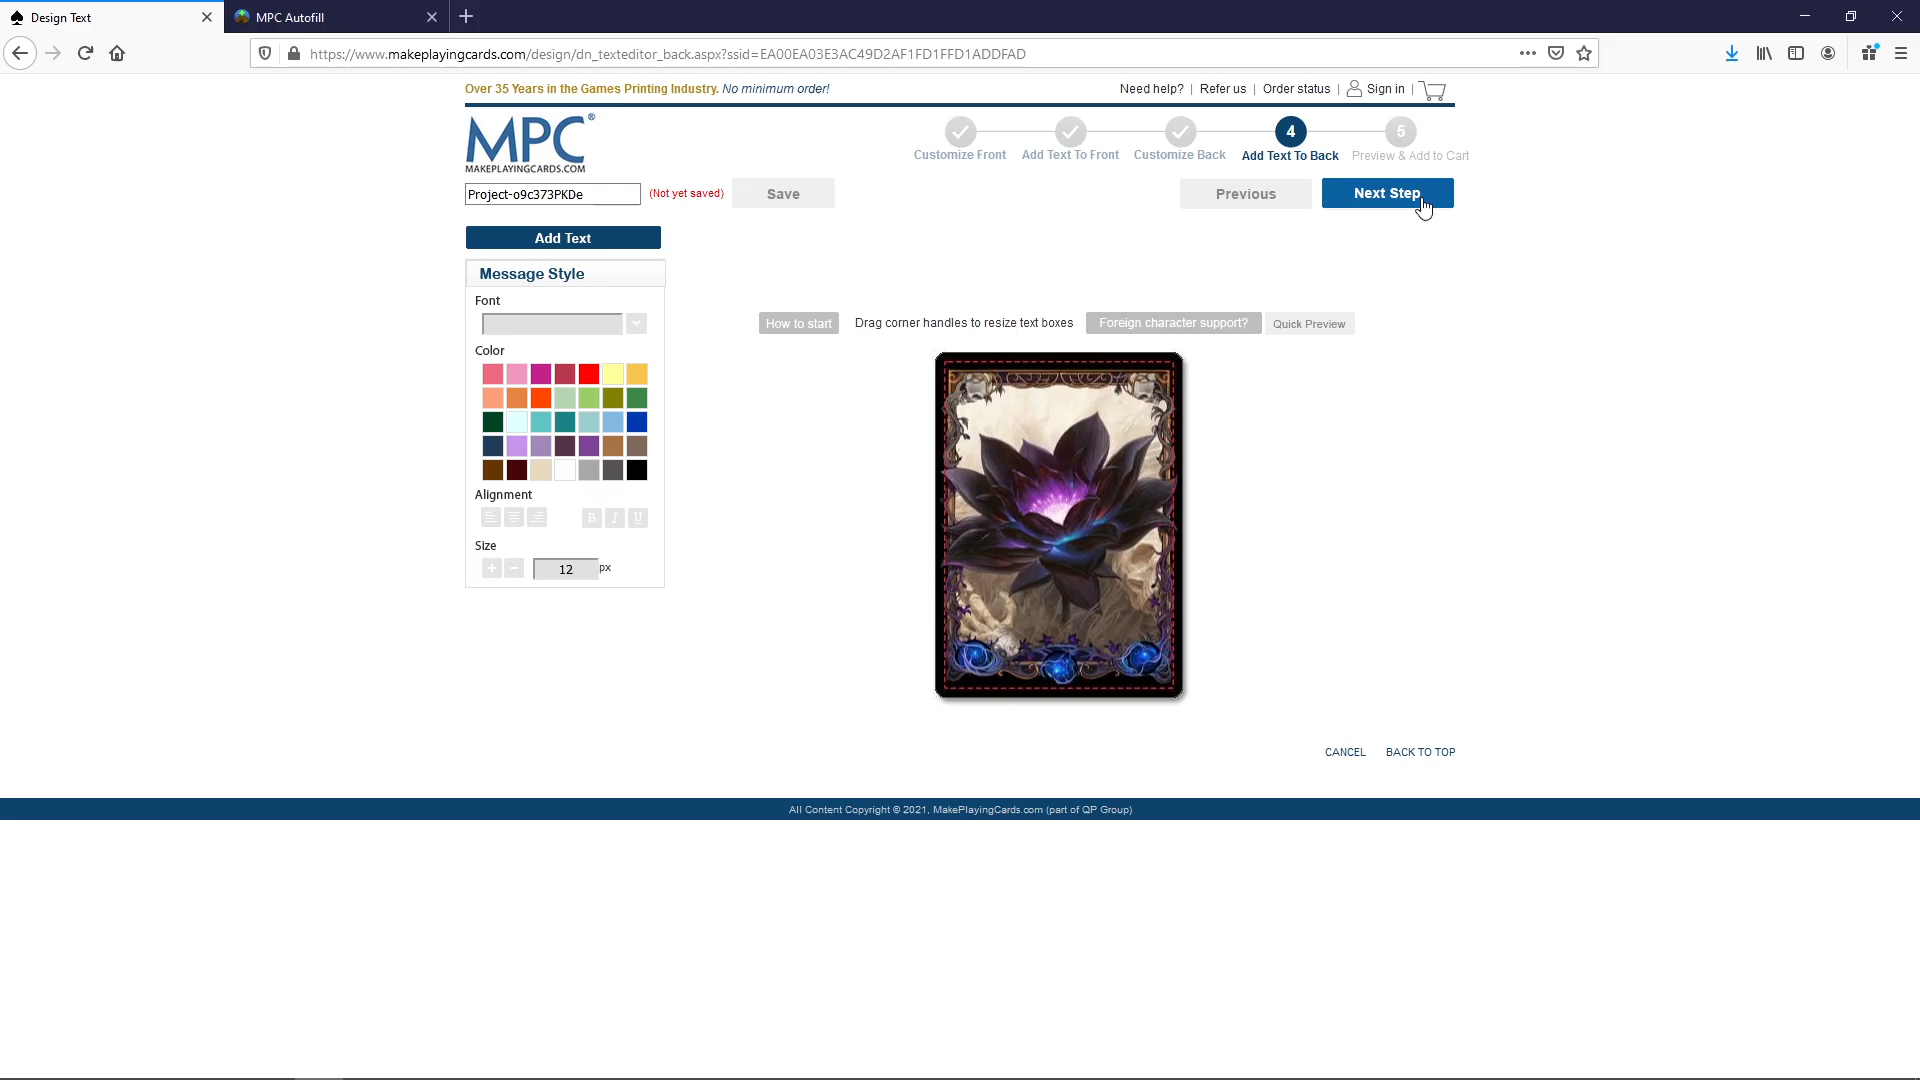 Design Text
MPC Autofill
https://www.makeplayingcards.com/design/dn_texteditor_back.aspx?ssid=EA00EA03E3AC49D2AF1FD1FFD1ADDFAD
Over 35 Years in the Games Printing Industry. No minimum order!
Need help? | Refer us | Order status | Sign in |
MPC®
MAKEPLAYINGCARDS.COM
4
5
Customize Front
Add Text To Front
Customize Back
Add Text To Back
Preview & Add to Cart
Project-o9c373PKDe
(Not yet saved)
Save
Previous
Next Step
Add Text
Message Style
Font
How to start
Drag corner handles to resize text boxes
Foreign character support?
Quick Preview
Color
Alignment
B I U
Size
+ - 12 px
CANCEL
BACK TO TOP
All Content Copyright © 2021, MakePlayingCards.com (part of QP Group)